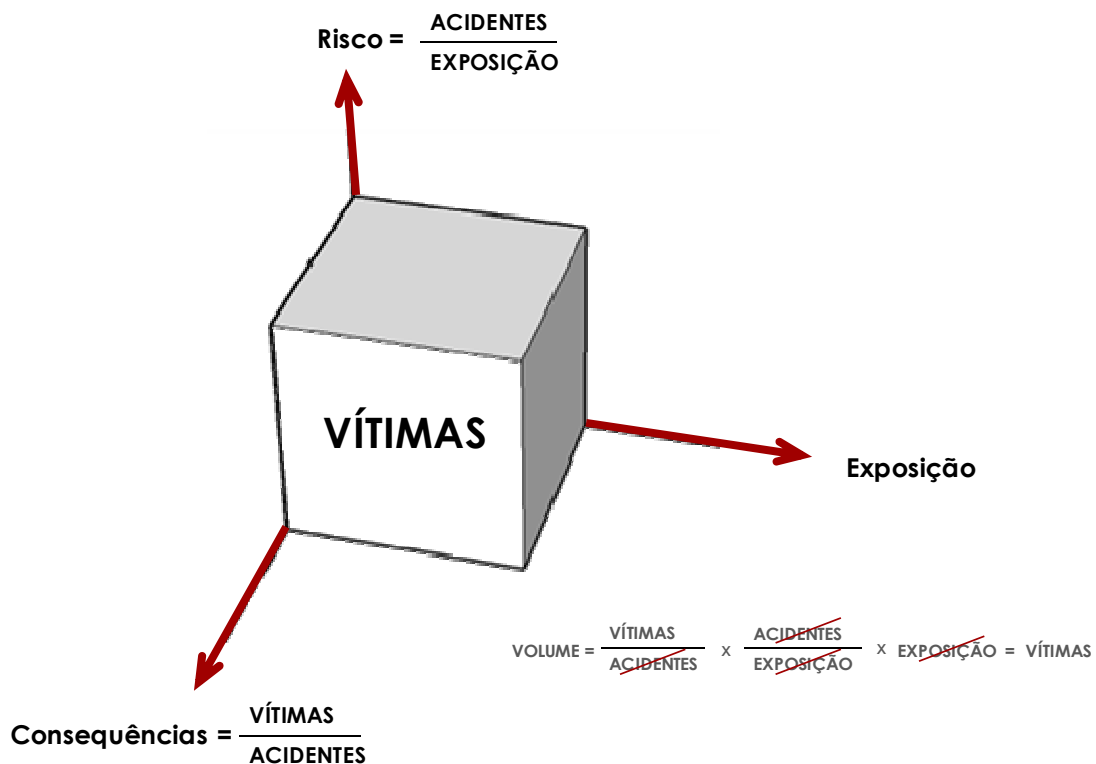 Risco = ACIDENTES
EXPOSIÇÃO
VÍTIMAS
Exposição
VOLUME = VÍTIMAS x ACIDENTES x EXPOSIÇÃO = VÍTIMAS
ACIDENTES EXPOSIÇÃO
Consequências = VÍTIMAS
ACIDENTES